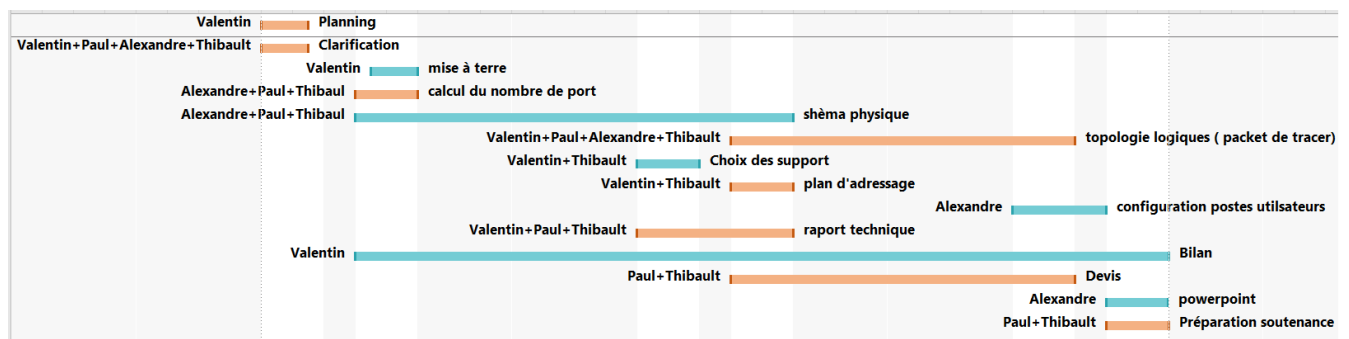 Valentin Planning
Valentin+Paul+Alexandre+Thibault Clarification
Valentin mise à terre
Alexandre+Paul+Thibaul calcul du nombre de port
Alexandre+Paul+Thibaul shèma physique
Valentin+Paul+Alexandre+Thibault topologie logiques ( packet de tracer)
Valentin+Thibault Choix des support
Valentin+Thibault plan d'adressage
Alexandre configuration postes utilsateurs
Valentin+Paul+Thibault raport technique
Valentin Bilan
Paul+Thibault Devis
Alexandre powerpoint
Paul+Thibault Préparation soutenance